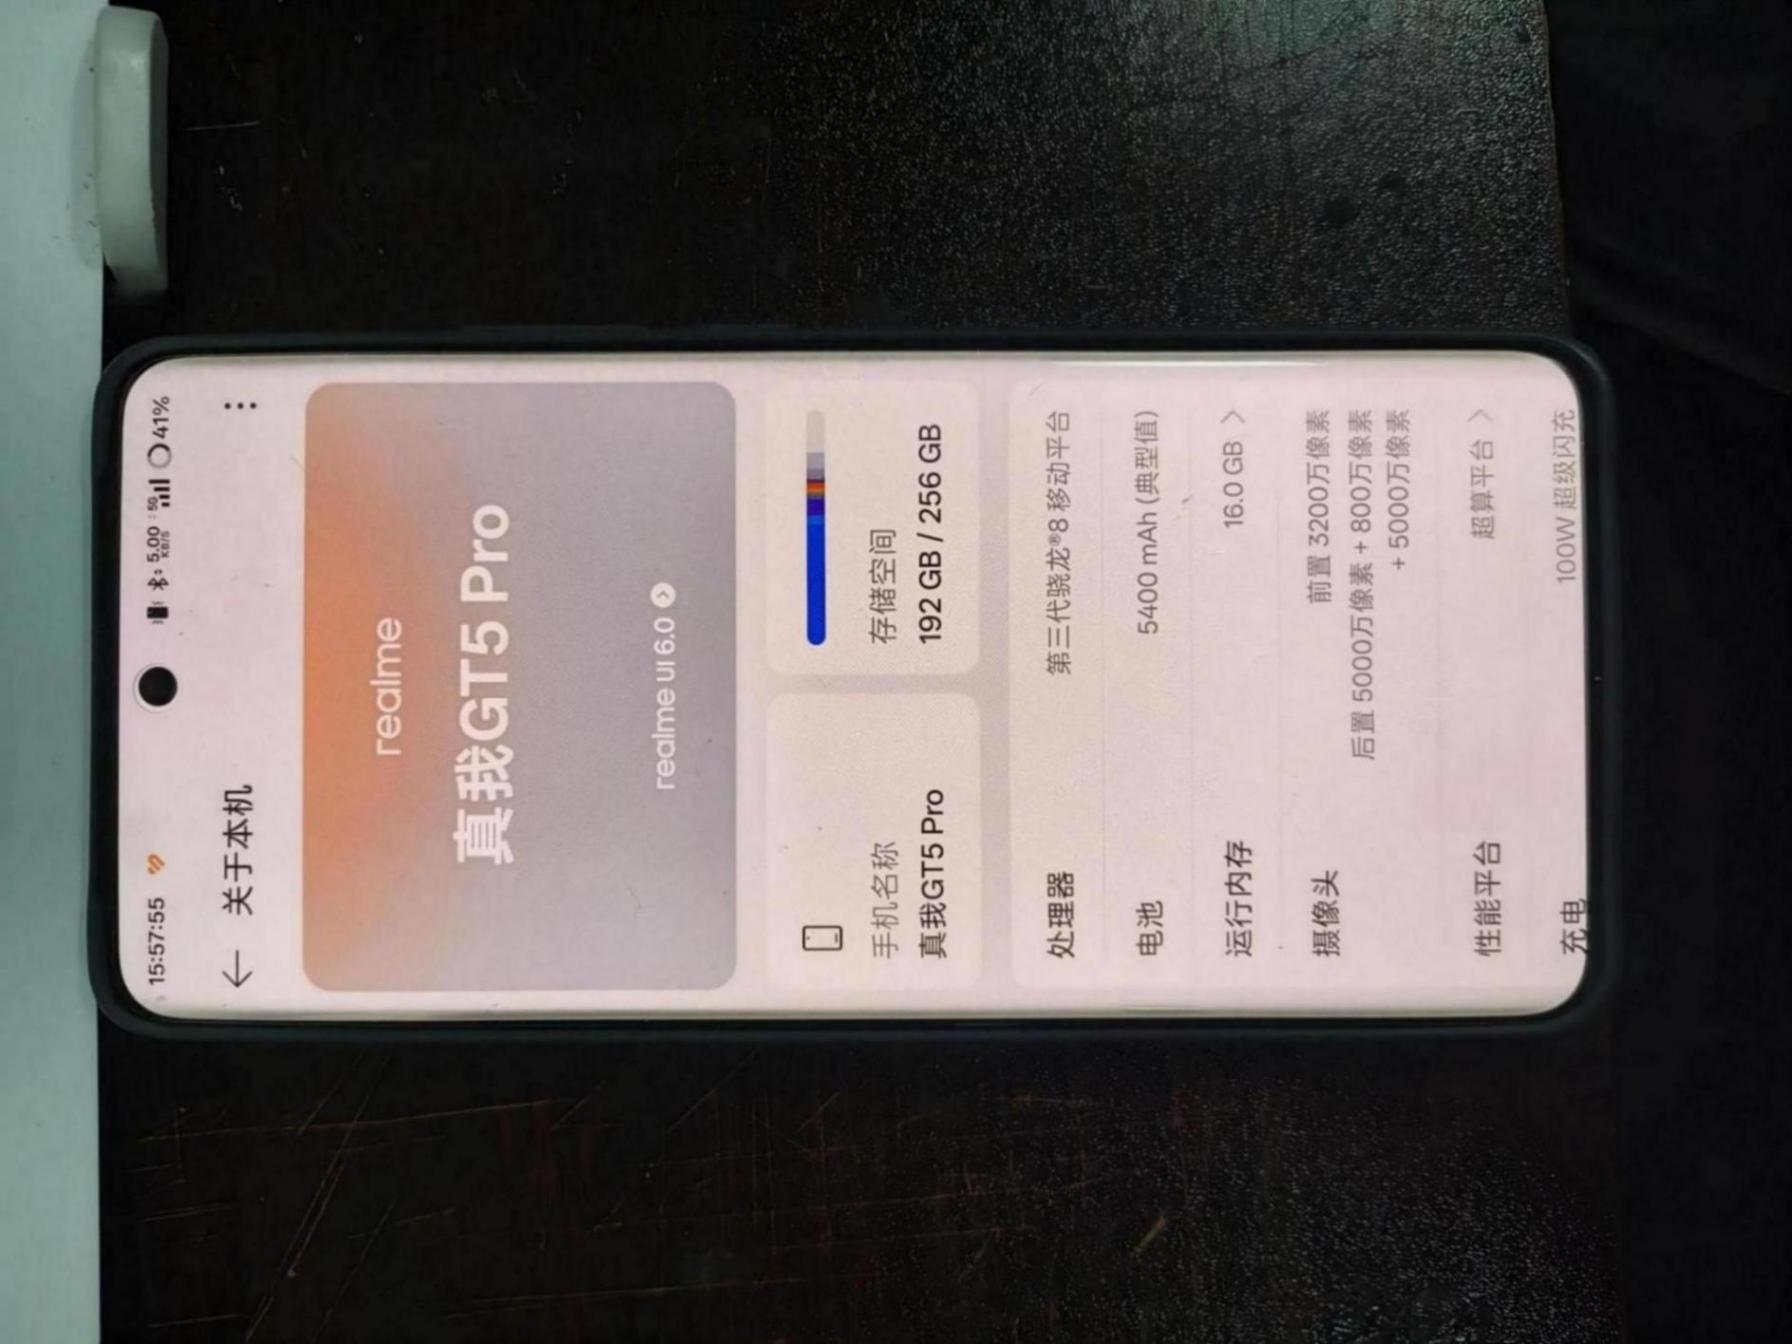 15:57:55 5.00 KB/S 5G 41%
← 关于本机
realme
真我GT5 Pro
realme UI 6.0
手机名称
真我GT5 Pro
存储空间
192 GB / 256 GB
处理器 第三代骁龙®8 移动平台
电池 5400 mAh (典型值)
运行内存 16.0 GB
摄像头 前置 3200万像素
后置 5000万像素 + 800万像素
+ 5000万像素
性能平台 超算平台
充电 100W 超级闪充